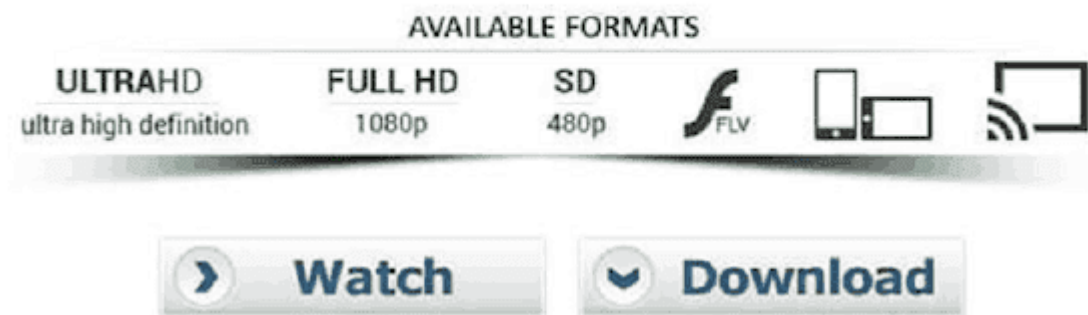 AVAILABLE FORMATS
ULTRAHD FULL HD SD
ultra high definition 1080p 480p FLV
Watch Download